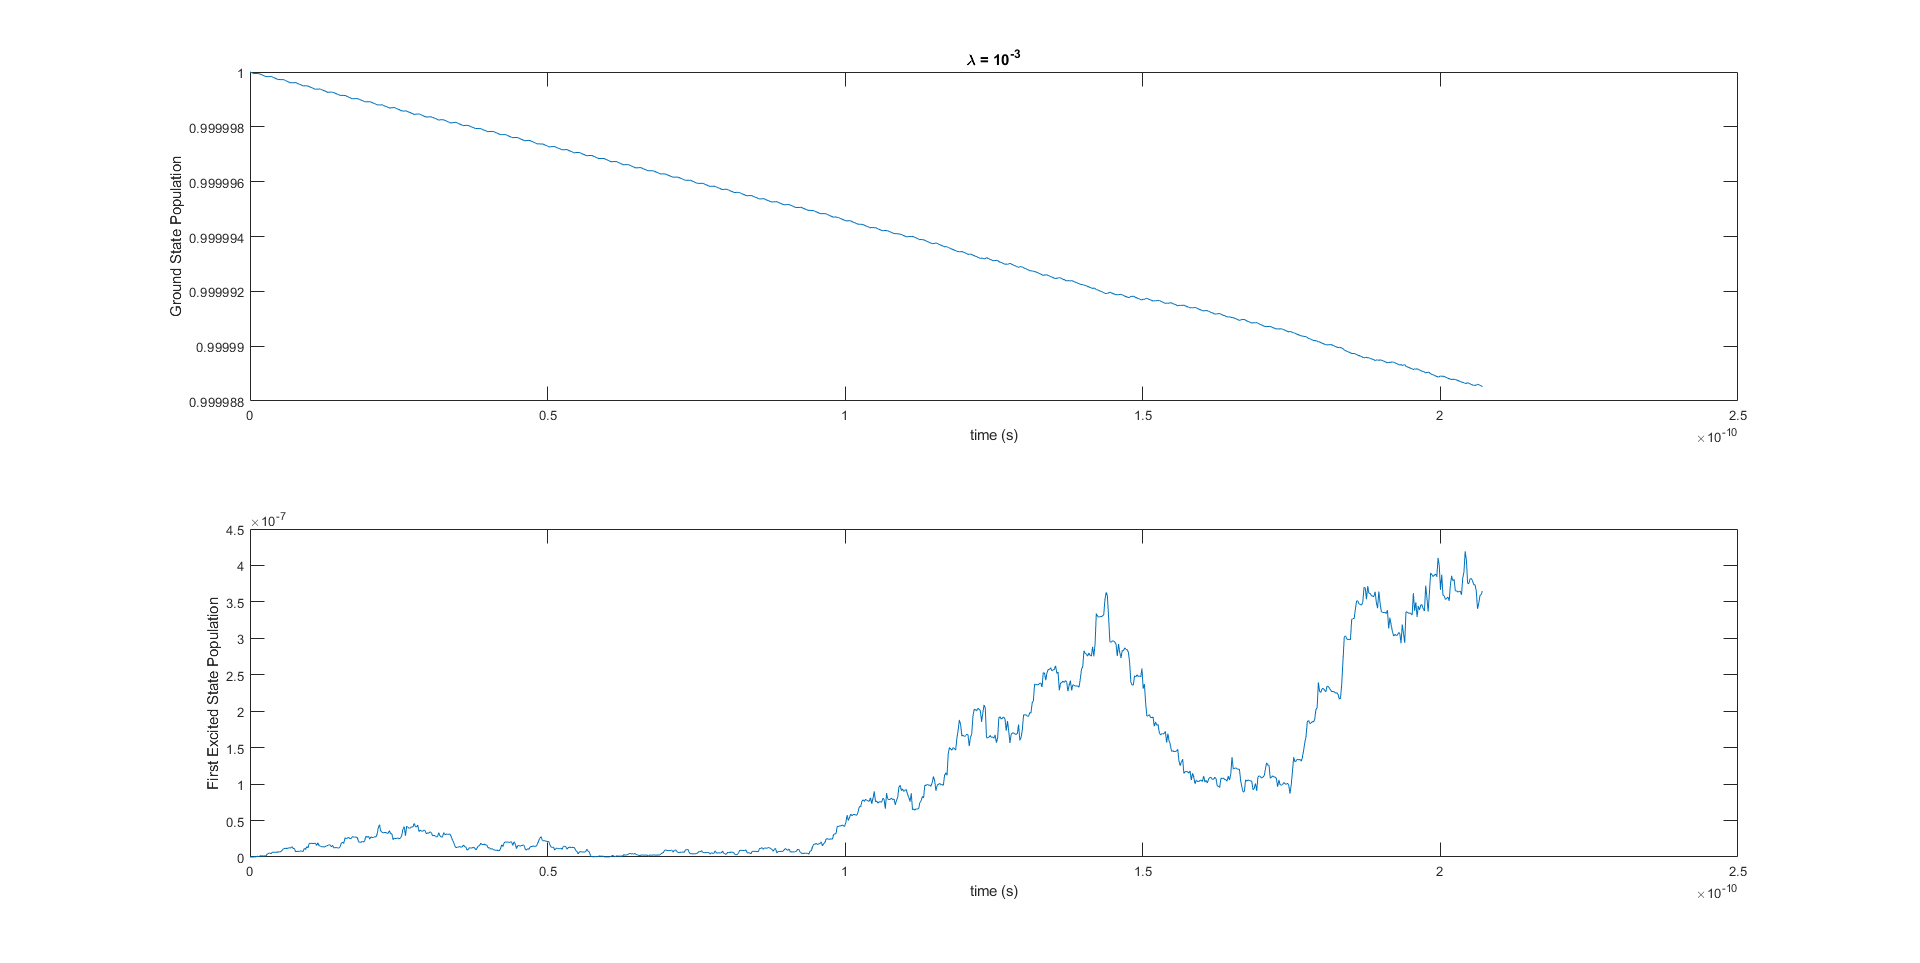 λ = 10⁻³
1
0.999998
0.999996
0.999994
0.999992
0.99999
0.999988
Ground State Population
0 0.5 1 1.5 2 2.5
time (s)
×10⁻¹⁰
×10⁻⁷
4.5
4
3.5
3
2.5
2
1.5
1
0.5
0
First Excited State Population
0 0.5 1 1.5 2 2.5
time (s)
×10⁻¹⁰